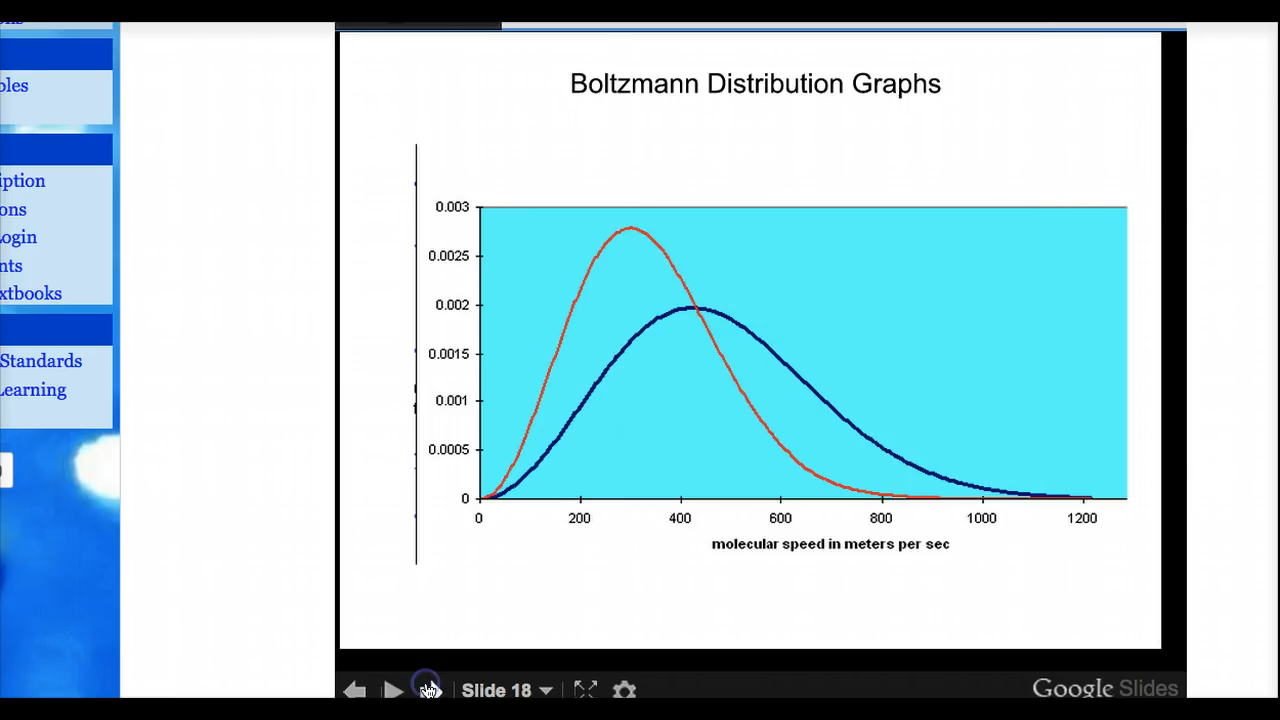 oles
iption
ons
Login
nts
xtbooks
Standards
Learning
Boltzmann Distribution Graphs
0.003
0.0025
0.002
0.0015
0.001
0.0005
0
0 200 400 600 800 1000 1200
molecular speed in meters per sec
Slide 18
Google Slides